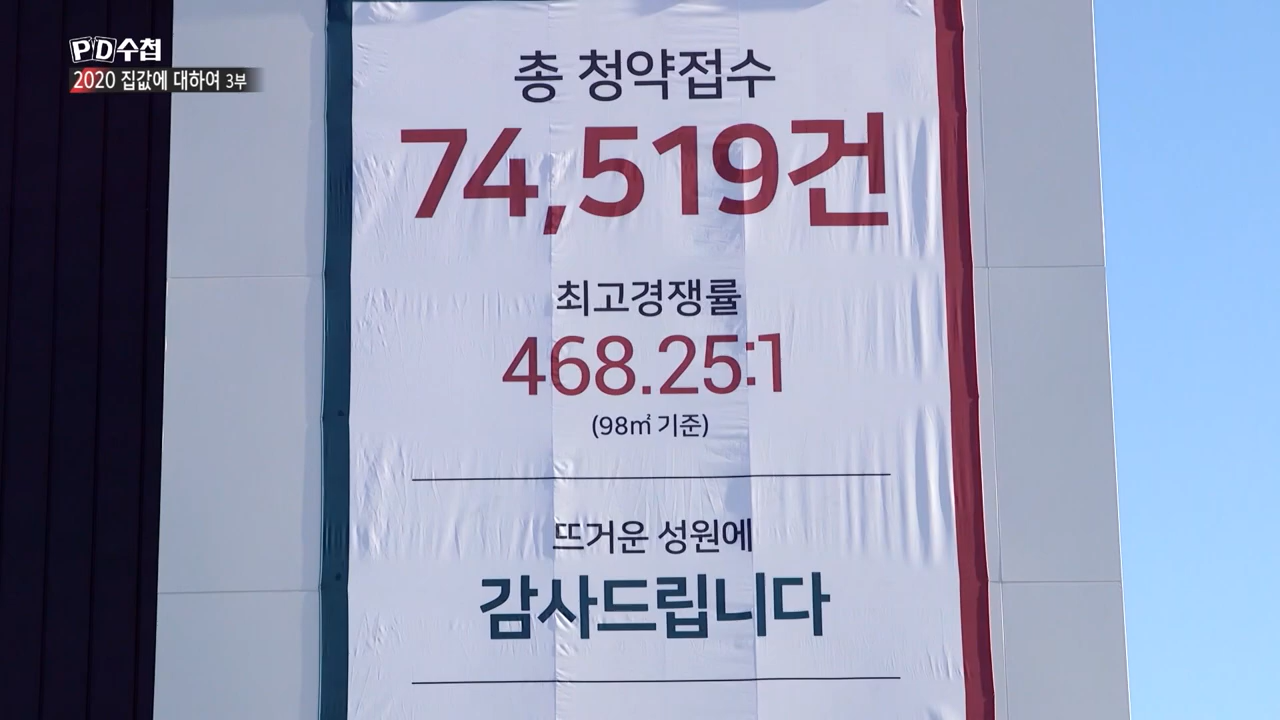 PD수첩
2020 집값에 대하여 3부
총 청약접수
74,519건
최고경쟁률
468.25:1
(98㎡ 기준)
뜨거운 성원에
감사드립니다